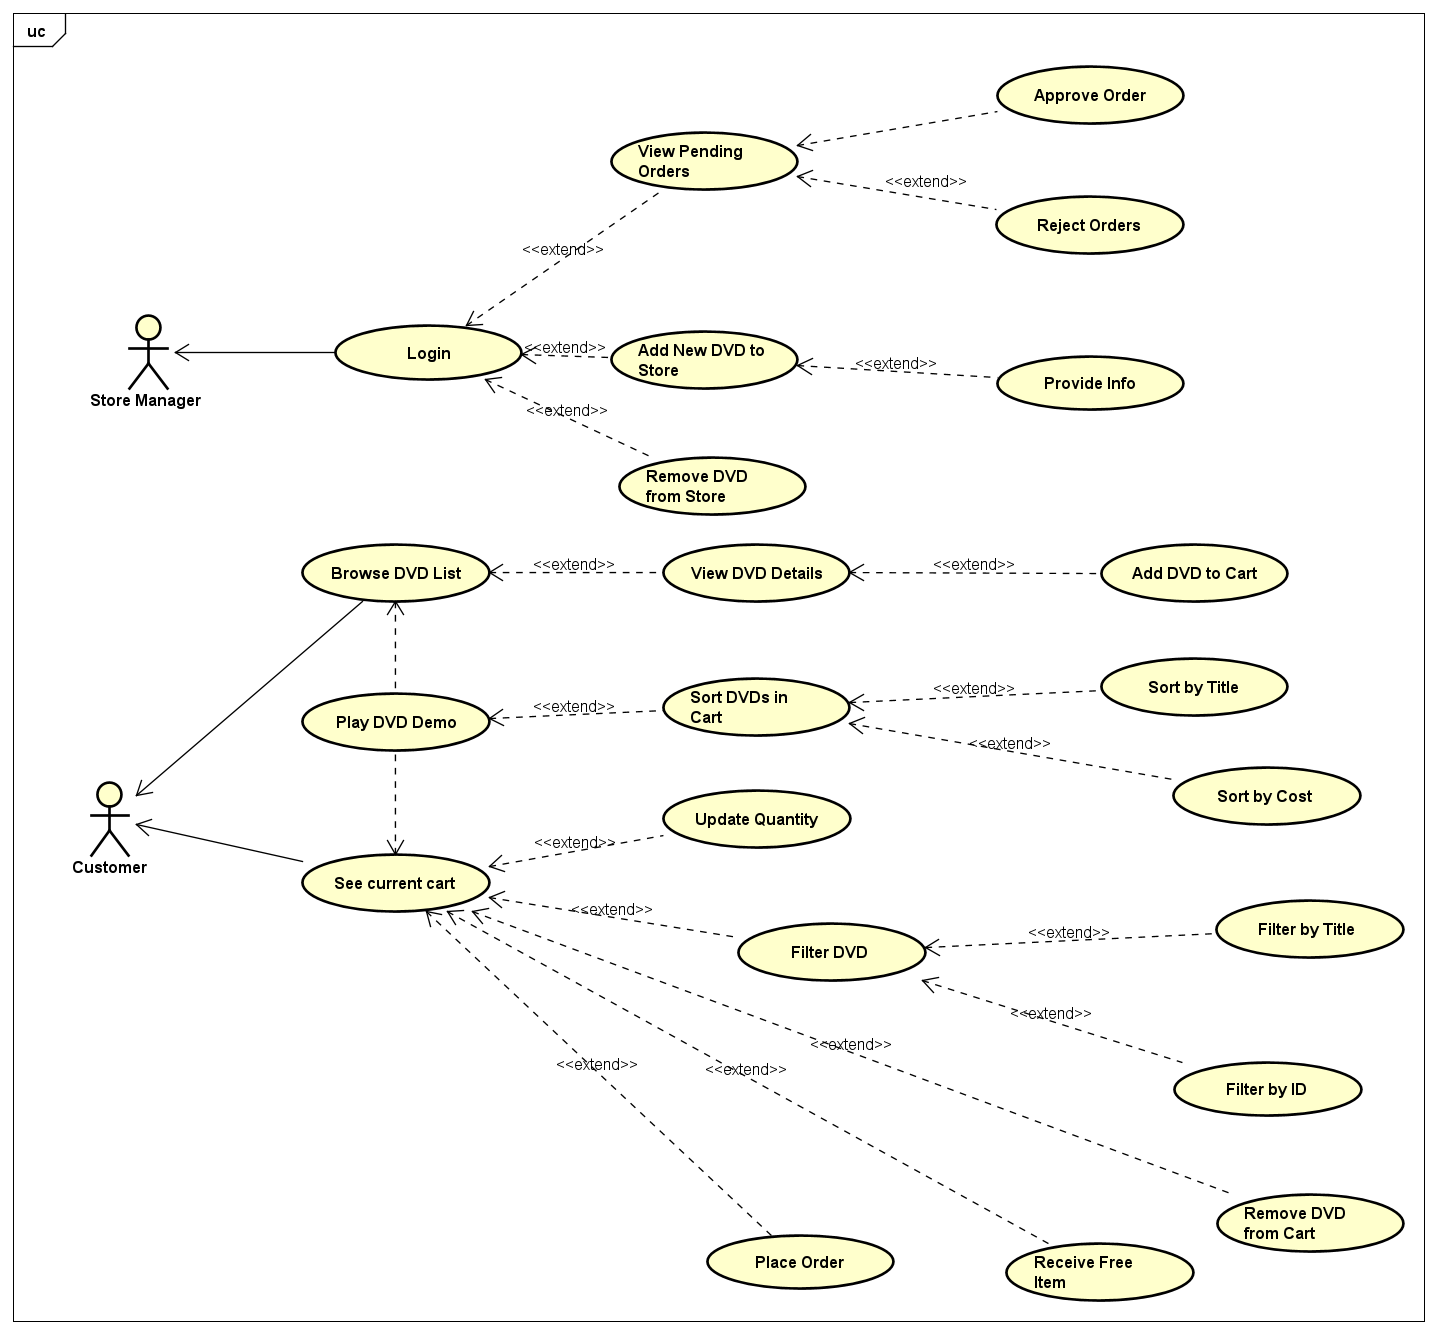 uc
Approve Order
View Pending
Orders
<<extend>>
Reject Orders
<<extend>>
Login
<<extend>>
Add New DVD to
Store
<<extend>>
Provide Info
Store Manager
<<extend>>
Remove DVD
from Store
Browse DVD List
<<extend>>
View DVD Details
<<extend>>
Add DVD to Cart
Play DVD Demo
<<extend>>
Sort DVDs in
Cart
<<extend>>
Sort by Title
<<extend>>
Sort by Cost
Customer
Update Quantity
<<extend>>
See current cart
<<extend>>
Filter DVD
<<extend>>
Filter by Title
<<extend>>
Filter by ID
<<extend>>
<<extend>>
<<extend>>
Remove DVD
from Cart
Place Order
Receive Free
Item